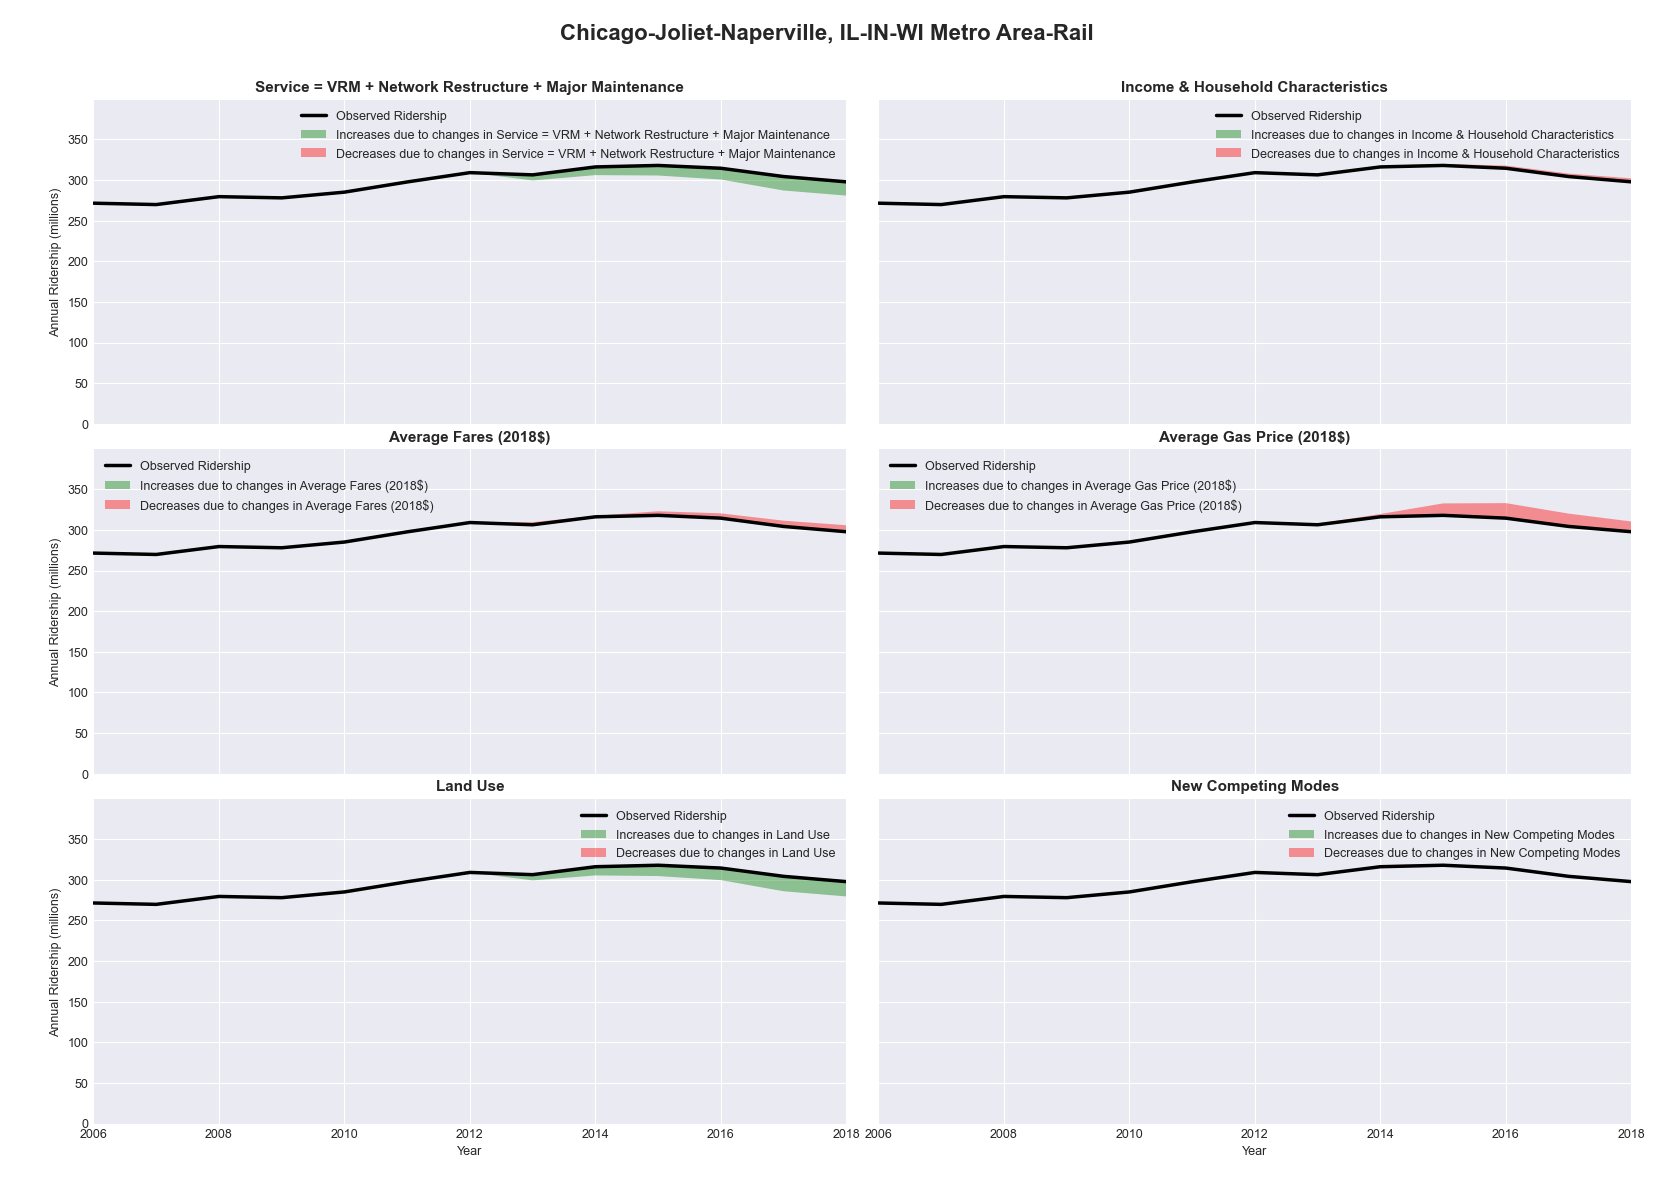 Chicago-Joliet-Naperville, IL-IN-WI Metro Area-Rail
Service = VRM + Network Restructure + Major Maintenance
Observed Ridership
Increases due to changes in Service = VRM + Network Restructure + Major Maintenance
Decreases due to changes in Service = VRM + Network Restructure + Major Maintenance
350
300
250
200
150
100
50
0
Annual Ridership (millions)
Income & Household Characteristics
Observed Ridership
Increases due to changes in Income & Household Characteristics
Decreases due to changes in Income & Household Characteristics
Average Fares (2018$)
Observed Ridership
Increases due to changes in Average Fares (2018$)
Decreases due to changes in Average Fares (2018$)
350
300
250
200
150
100
50
0
Annual Ridership (millions)
Average Gas Price (2018$)
Observed Ridership
Increases due to changes in Average Gas Price (2018$)
Decreases due to changes in Average Gas Price (2018$)
Land Use
Observed Ridership
Increases due to changes in Land Use
Decreases due to changes in Land Use
350
300
250
200
150
100
50
0
Annual Ridership (millions)
2006 2008 2010 2012 2014 2016 2018
Year
New Competing Modes
Observed Ridership
Increases due to changes in New Competing Modes
Decreases due to changes in New Competing Modes
2006 2008 2010 2012 2014 2016 2018
Year